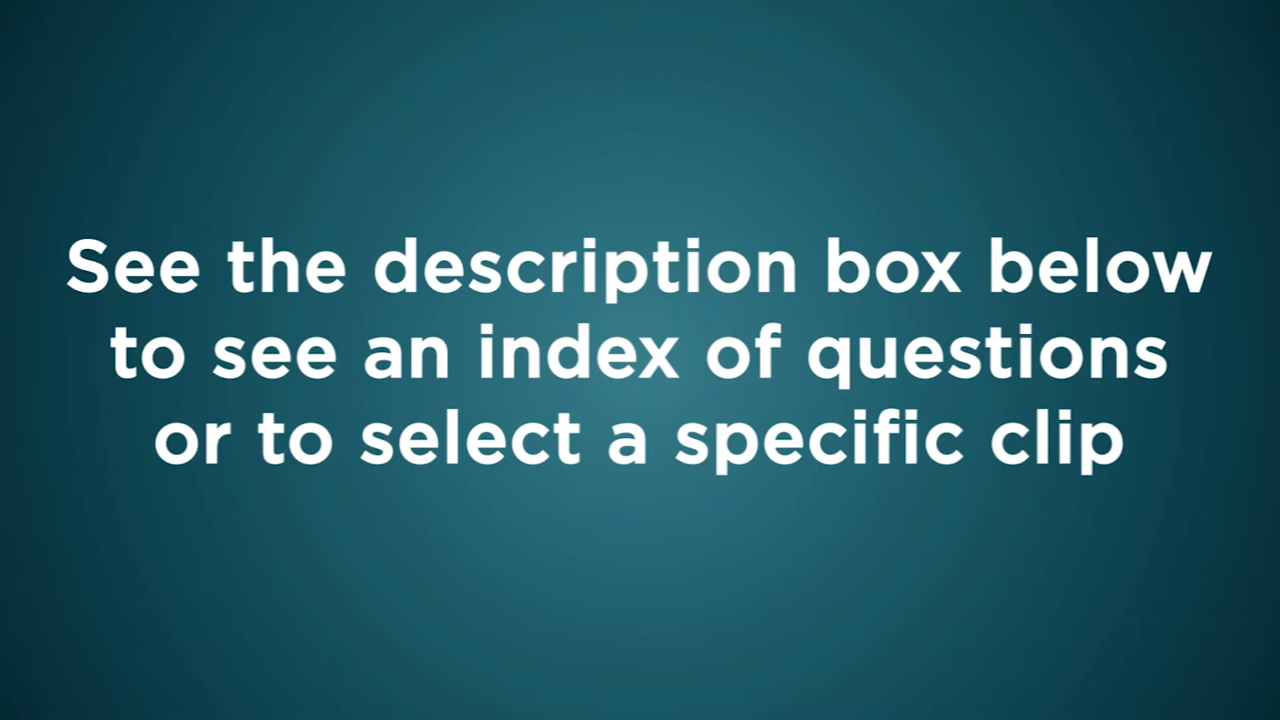 See the description box below
to see an index of questions
or to select a specific clip